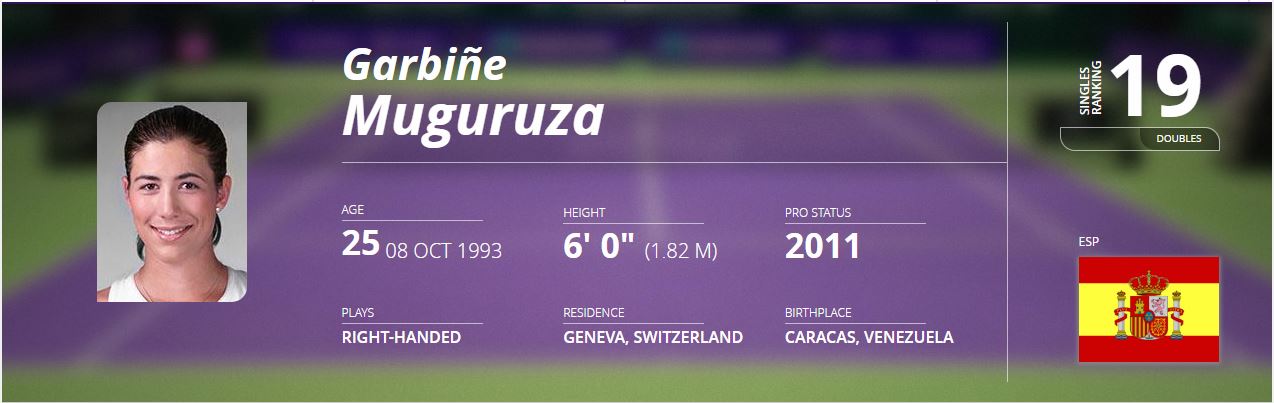 Garbiñe
Muguruza
SINGLES
RANKING
19
DOUBLES
AGE
25 08 OCT 1993
HEIGHT
6' 0" (1.82 M)
PRO STATUS
2011
ESP
PLAYS
RIGHT-HANDED
RESIDENCE
GENEVA, SWITZERLAND
BIRTHPLACE
CARACAS, VENEZUELA